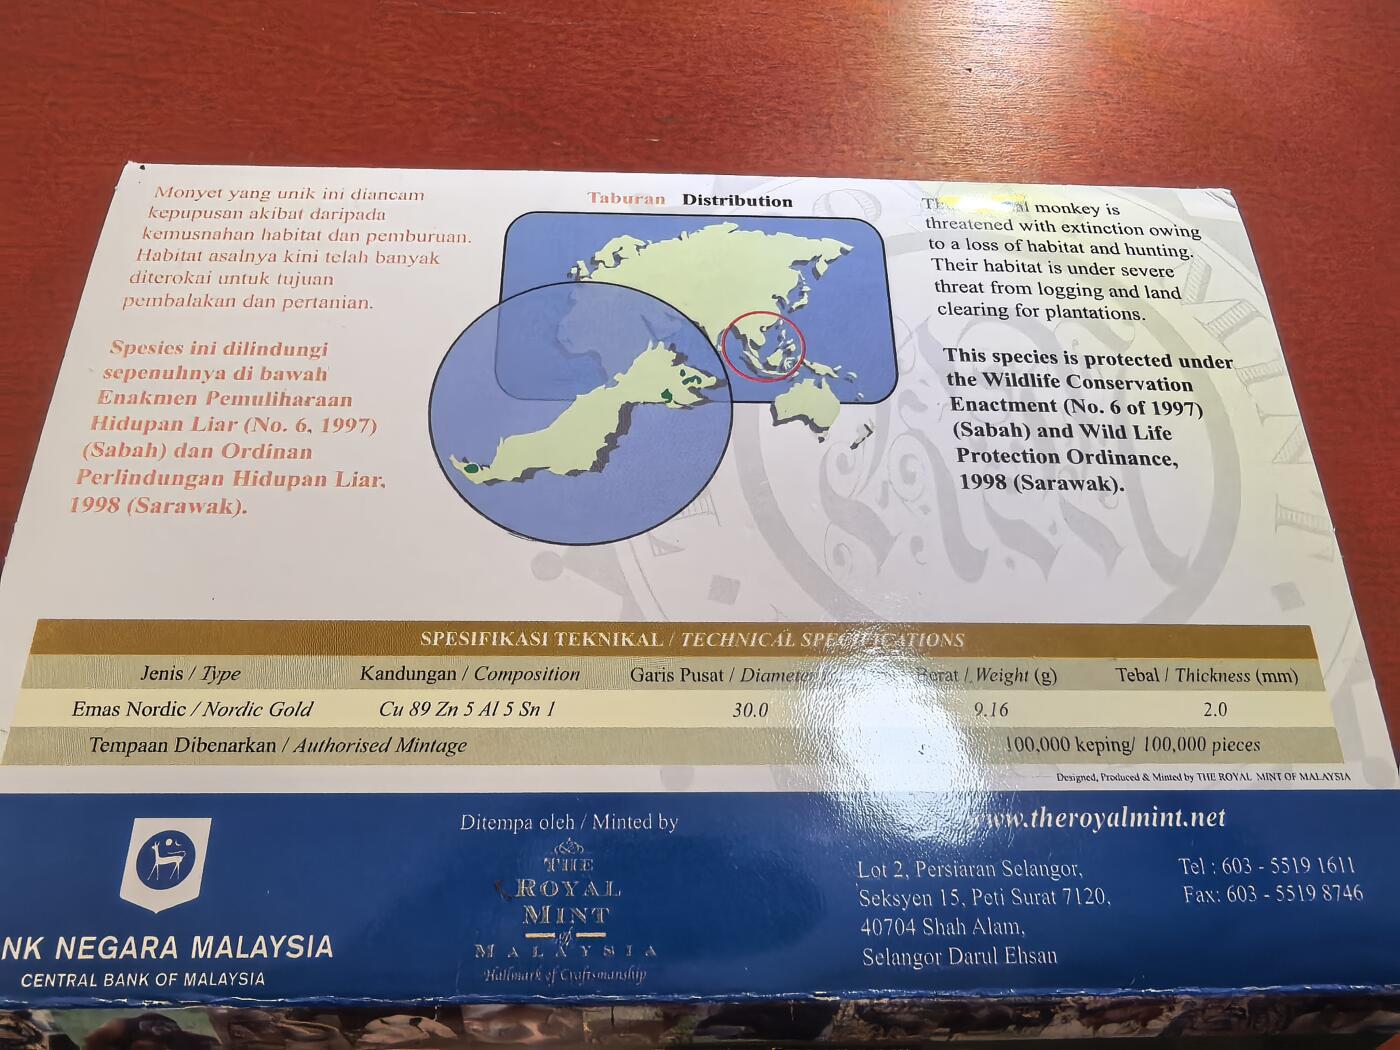 Monyet yang unik ini diancam
kepupusan akibat daripada
kemusnahan habitat dan pemburuan.
Habitat asalnya kini telah banyak
diterokai untuk tujuan
pembalakan dan pertanian.
Spesies ini dilindungi
sepenuhnya di bawah
Enakmen Pemuliharaan
Hidupan Liar (No. 6, 1997)
(Sabah) dan Ordinan
Perlindungan Hidupan Liar,
1998 (Sarawak).
Taburan Distribution
monkey is
threatened with extinction owing
to a loss of habitat and hunting.
Their habitat is under severe
threat from logging and land
clearing for plantations.
This species is protected under
the Wildlife Conservation
Enactment (No. 6 of 1997)
(Sabah) and Wild Life
Protection Ordinance,
1998 (Sarawak).
SPESIFIKASI TEKNIKAL / TECHNICAL SPECIFICATIONS
Jenis / Type Kandungan / Composition Garis Pusat / Diameter Berat / Weight (g) Tebal / Thickness (mm)
Emas Nordic / Nordic Gold Cu 89 Zn 5 Al 5 Sn 1 30.0 9.16 2.0
Tempaan Dibenarkan / Authorised Mintage 100,000 keping/ 100,000 pieces
Designed, Produced & Minted by THE ROYAL MINT OF MALAYSIA
NK NEGARA MALAYSIA
CENTRAL BANK OF MALAYSIA
Ditempa oleh / Minted by
THE
ROYAL
MINT
of
MALAYSIA
Hallmark of Craftsmanship
www.theroyalmint.net
Lot 2, Persiaran Selangor,
Seksyen 15, Peti Surat 7120,
40704 Shah Alam,
Selangor Darul Ehsan
Tel : 603 - 5519 1611
Fax: 603 - 5519 8746